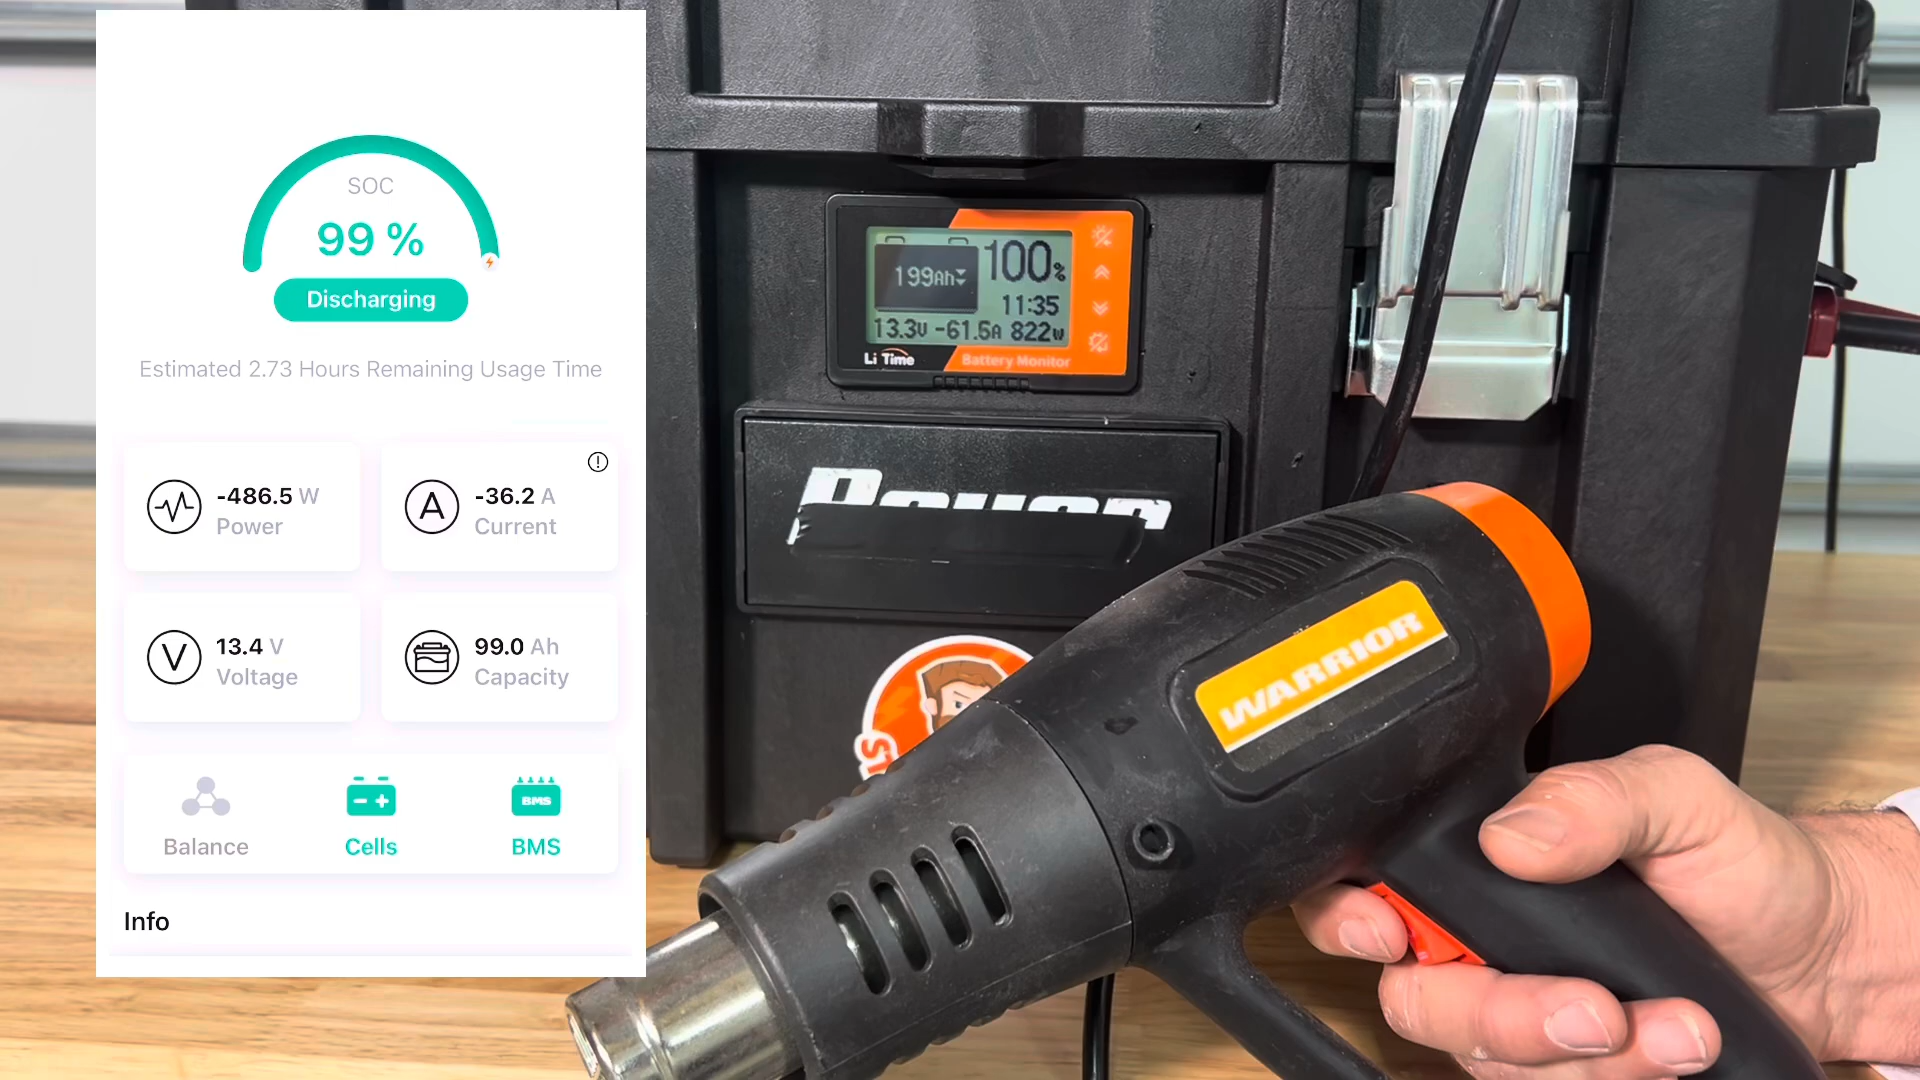 SOC
99 %
Discharging
Estimated 2.73 Hours Remaining Usage Time
-486.5 W
Power
-36.2 A
Current
13.4 V
Voltage
99.0 Ah
Capacity
Balance
Cells
BMS
BMS
Info
100%
199Ah
11:35
13.3V -61.5A 822W
Li Time
Battery Monitor
WARRIOR